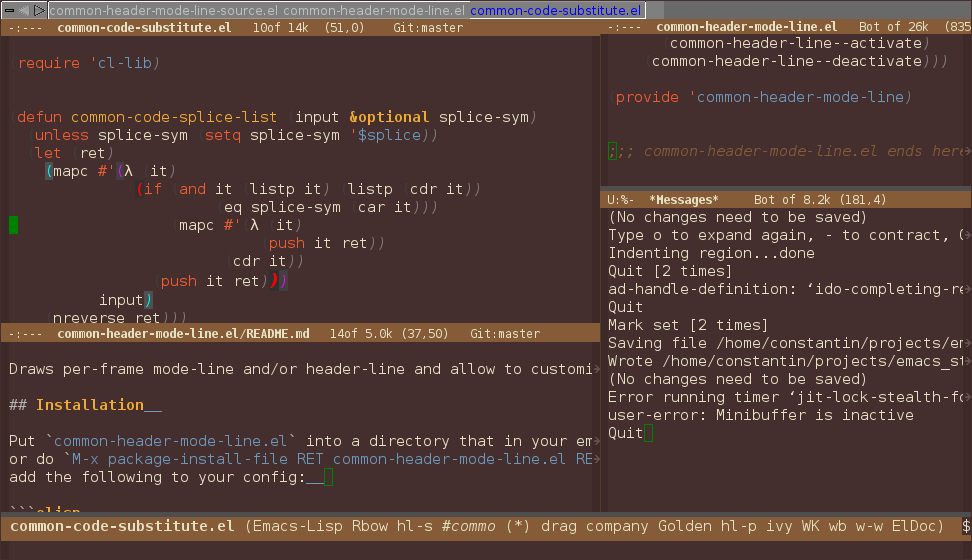 common-header-mode-line-source.el common-header-mode-line.el common-code-substitute.el
-:--- common-code-substitute.el 10of 14k (51,0) Git:master
(require 'cl-lib)
(defun common-code-splice-list (input &optional splice-sym)
(unless splice-sym (setq splice-sym '$splice))
(let (ret)
(mapc #'(λ (it)
(if (and it (listp it) (listp (cdr it))
(eq splice-sym (car it)))
(mapc #'(λ (it)
(push it ret))
(cdr it))
(push it ret)))
input)
(nreverse ret)))
-:--- common-header-mode-line.el/README.md 14of 5.0k (37,50) Git:master
Draws per-frame mode-line and/or header-line and allow to customi
## Installation__
Put `common-header-mode-line.el` into a directory that in your em
or do `M-x package-install-file RET common-header-mode-line.el RE
add the following to your config:__
```elisp
-:--- common-header-mode-line.el Bot of 26k (835
(common-header-line--activate)
(common-header-line--deactivate)))
(provide 'common-header-mode-line)
;;; common-header-mode-line.el ends here
U:%- *Messages* Bot of 8.2k (181,4)
(No changes need to be saved)
Type o to expand again, - to contract,
Indenting region...done
Quit [2 times]
ad-handle-definition: ‘ido-completing-re
Quit
Mark set [2 times]
Saving file /home/constantin/projects/em
Wrote /home/constantin/projects/emacs_st
(No changes need to be saved)
Error running timer ‘jit-lock-stealth-fo
user-error: Minibuffer is inactive
Quit
common-code-substitute.el (Emacs-Lisp Rbow hl-s #commo (*) drag company Golden hl-p ivy WK wb w-w ElDoc) $